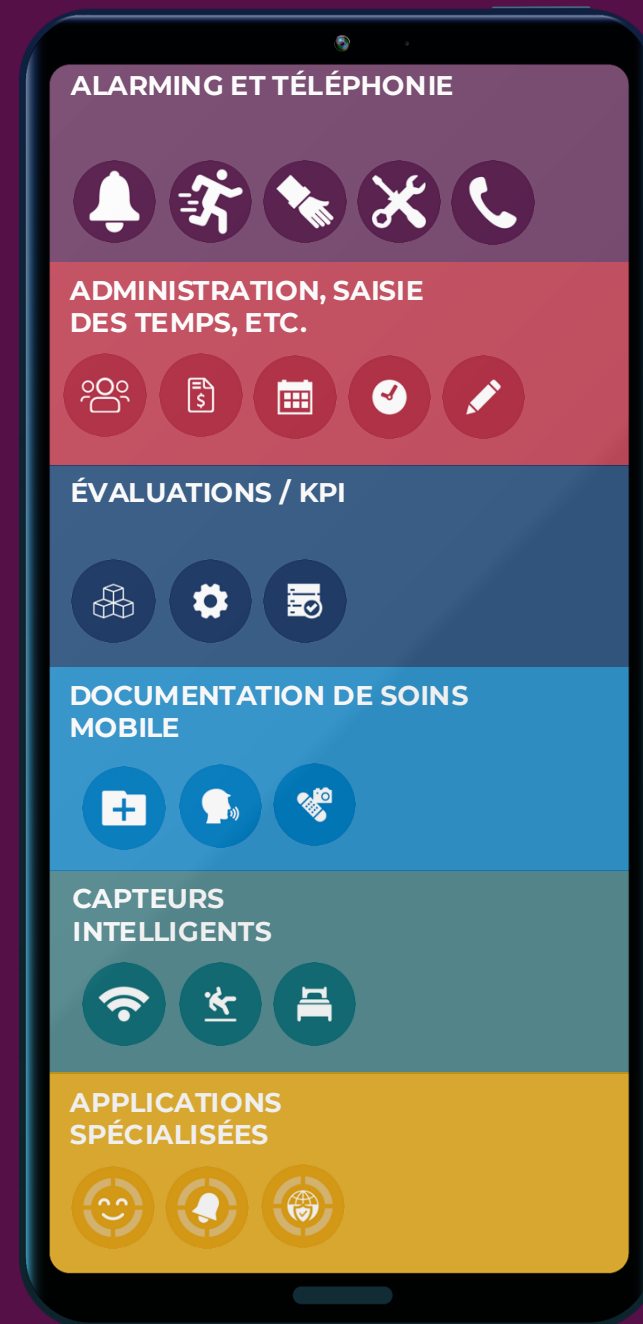 ALARMING ET TÉLÉPHONIE
ADMINISTRATION, SAISIE
DES TEMPS, ETC.
ÉVALUATIONS / KPI
DOCUMENTATION DE SOINS
MOBILE
CAPTEURS
INTELLIGENTS
APPLICATIONS
SPÉCIALISÉES